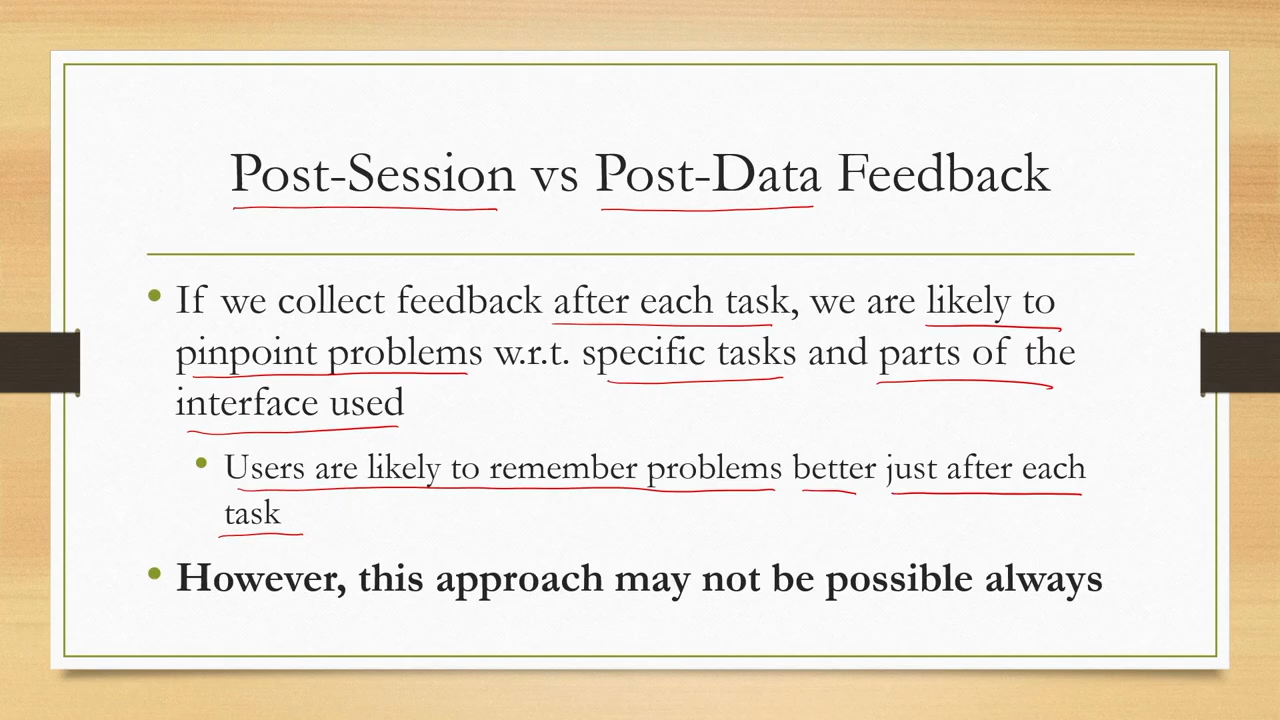 Post-Session vs Post-Data Feedback
• If we collect feedback after each task, we are likely to
pinpoint problems w.r.t. specific tasks and parts of the
interface used
• Users are likely to remember problems better just after each
task
• However, this approach may not be possible always